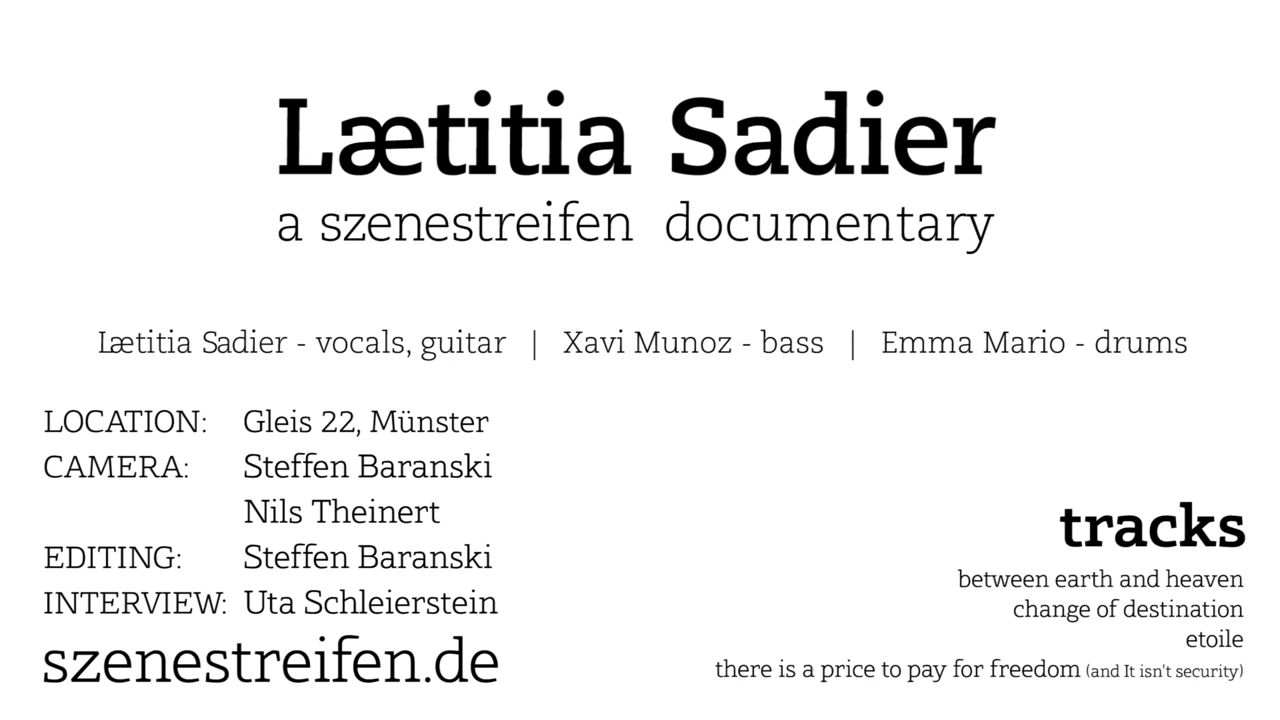 Lætitia Sadier
a szenestreifen documentary
Lætitia Sadier - vocals, guitar | Xavi Munoz - bass | Emma Mario - drums
LOCATION: Gleis 22, Münster
CAMERA: Steffen Baranski
Nils Theinert
EDITING: Steffen Baranski
INTERVIEW: Uta Schleierstein
szenestreifen.de
tracks
between earth and heaven
change of destination
etoile
there is a price to pay for freedom (and It isn't security)